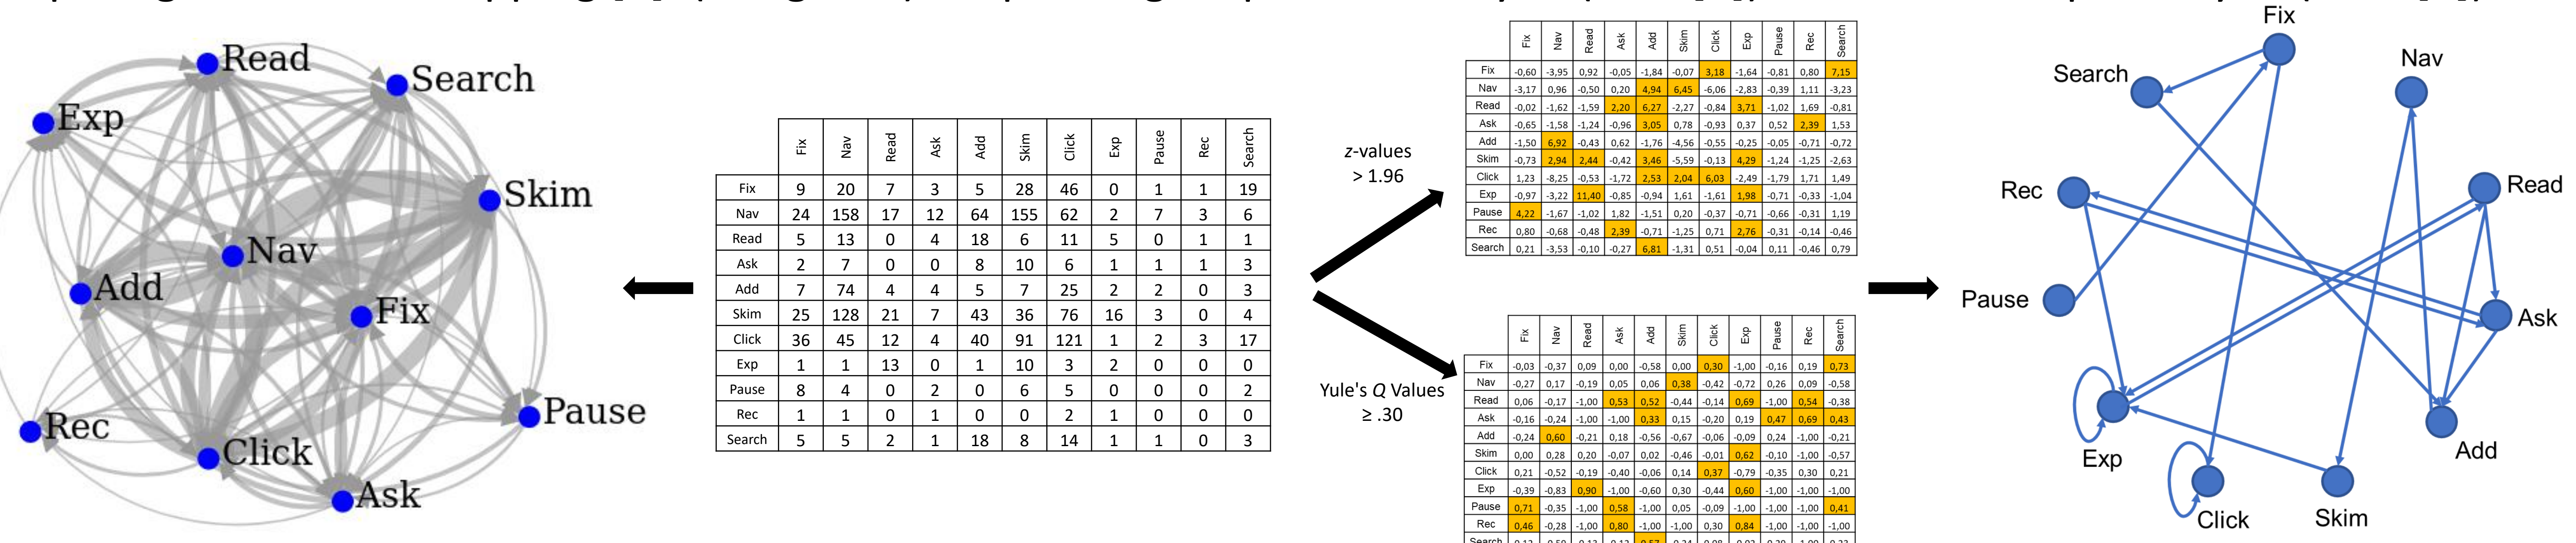 Read
Search
Exp
Skim
Nav
Add
Fix
Rec
Pause
Click
Ask
Fix Nav Read Ask Add Skim Click Exp Pause Rec Search
Fix 9 20 7 3 5 28 46 0 1 1 19
Nav 24 158 17 12 64 155 62 2 7 3 6
Read 5 13 0 4 18 6 11 5 0 1 1
Ask 2 7 0 0 8 10 6 1 1 1 3
Add 7 74 4 4 5 7 25 2 2 0 3
Skim 25 128 21 7 43 36 76 16 3 0 4
Click 36 45 12 4 40 91 121 1 2 3 17
Exp 1 1 13 0 1 10 3 2 0 0 0
Pause 8 4 0 2 0 6 5 0 0 0 2
Rec 1 1 0 1 0 0 2 1 0 0 0
Search 5 5 2 1 18 8 14 1 1 0 3
z-values
> 1.96
Yule's Q Values
≥ .30
Fix Nav Read Ask Add Skim Click Exp Pause Rec Search
Fix -0,60 -3,95 0,92 -0,05 -1,84 -0,07 3,18 -1,64 -0,81 0,80 7,15
Nav -3,17 0,96 -0,50 0,20 4,94 6,45 -6,06 -2,83 -0,39 1,11 -3,23
Read -0,02 -1,62 -1,59 2,20 6,27 -2,27 -0,84 3,71 -1,02 1,69 -0,81
Ask -0,65 -1,58 -1,24 -0,96 3,05 0,78 -0,93 0,37 0,52 2,39 1,53
Add -1,50 6,92 -0,43 0,62 -1,76 -4,56 -0,55 -0,25 -0,05 -0,71 -0,72
Skim -0,73 2,94 2,44 -0,42 3,46 -5,59 -0,13 4,29 -1,24 -1,25 -2,63
Click 1,23 -8,25 -0,53 -1,72 2,53 2,04 6,03 -2,49 -1,79 1,71 1,49
Exp -0,97 -3,22 11,40 -0,85 -0,94 1,61 -1,61 1,98 -0,71 -0,33 -1,04
Pause 4,22 -1,67 -1,02 1,82 -1,51 0,20 -0,37 -0,71 -0,66 -0,31 1,19
Rec 0,80 -0,68 -0,48 2,39 -0,71 -1,25 0,71 2,76 -0,31 -0,14 -0,46
Search 0,21 -3,53 -0,10 -0,27 6,81 -1,31 0,51 -0,04 0,11 -0,46 0,79
Fix Nav Read Ask Add Skim Click Exp Pause Rec Search
Fix -0,03 -0,37 0,09 0,00 -0,58 0,00 0,30 -1,00 -0,16 0,19 0,73
Nav -0,27 0,17 -0,19 0,05 0,06 0,38 -0,42 -0,72 0,26 0,09 -0,58
Read 0,06 -0,17 -1,00 0,53 0,52 -0,44 -0,14 0,69 -1,00 0,54 -0,38
Ask -0,16 -0,24 -1,00 -1,00 0,33 0,15 -0,20 0,19 0,47 0,69 0,43
Add -0,24 0,60 -0,21 0,18 -0,56 -0,67 -0,06 -0,09 0,24 -1,00 -0,21
Skim 0,00 0,28 0,20 -0,07 0,02 -0,46 -0,01 0,62 -0,10 -1,00 -0,57
Click 0,21 -0,52 -0,19 -0,40 -0,06 0,14 0,37 -0,79 -0,35 0,30 0,21
Exp -0,39 -0,83 0,90 -1,00 -0,60 0,30 -0,44 0,60 -1,00 -1,00 -1,00
Pause 0,71 -0,35 -1,00 0,58 -1,00 0,05 -0,09 -1,00 -1,00 -1,00 0,41
Rec 0,46 -0,28 -1,00 0,80 -1,00 -1,00 0,30 0,84 -1,00 -1,00 -1,00
Search
Fix
Nav
Search
Read
Rec
Pause
Ask
Exp
Add
Click
Skim